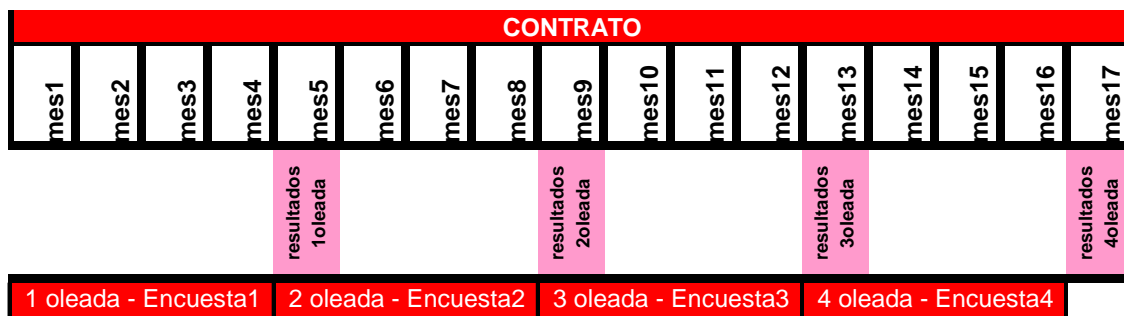 CONTRATO
mes1
mes2
mes3
mes4
mes5
mes6
mes7
mes8
mes9
mes10
mes11
mes12
mes13
mes14
mes15
mes16
mes17
resultados
1oleada
resultados
2oleada
resultados
3oleada
resultados
4oleada
1 oleada - Encuesta1
2 oleada - Encuesta2
3 oleada - Encuesta3
4 oleada - Encuesta4